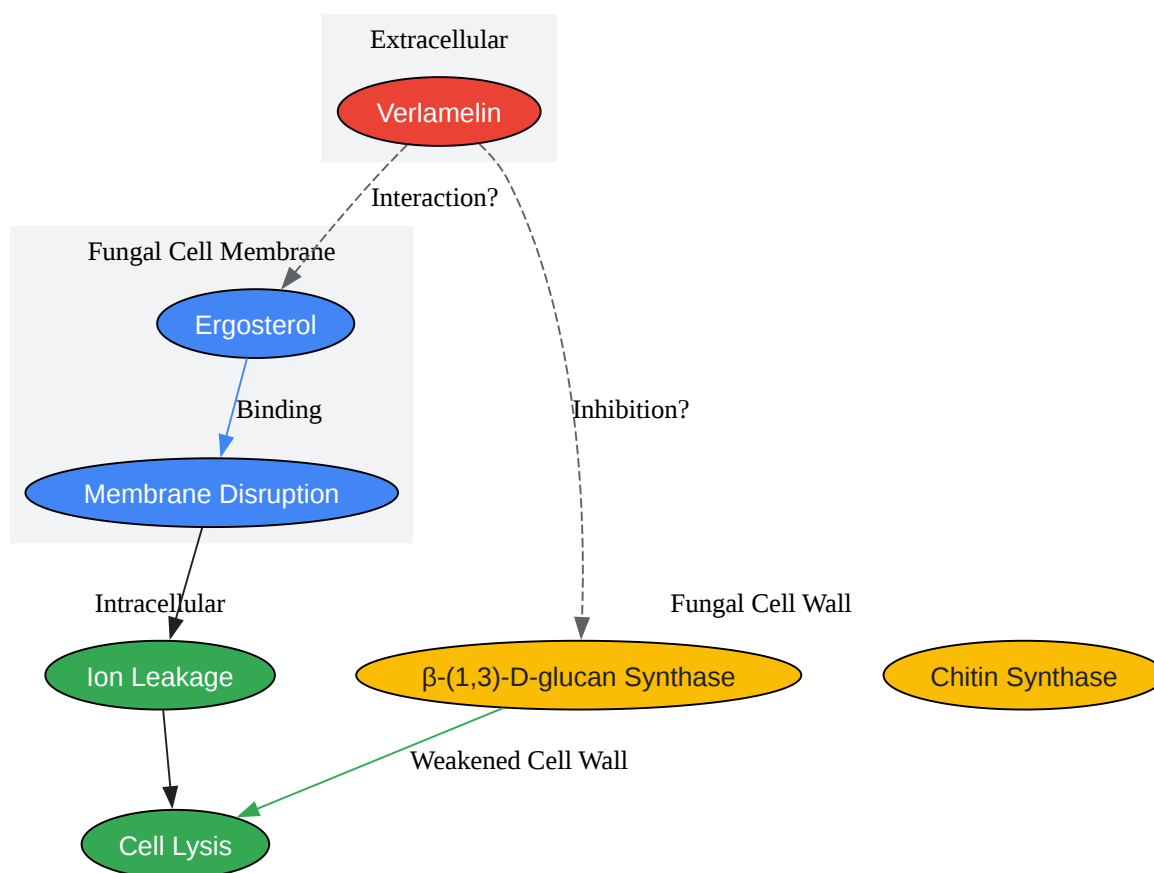 Extracellular
Verlamelin
Interaction?
Fungal Cell Membrane
Ergosterol
Binding
Inhibition?
Membrane Disruption
Intracellular
Fungal Cell Wall
Ion Leakage
β-(1,3)-D-glucan Synthase
Chitin Synthase
Weakened Cell Wall
Cell Lysis